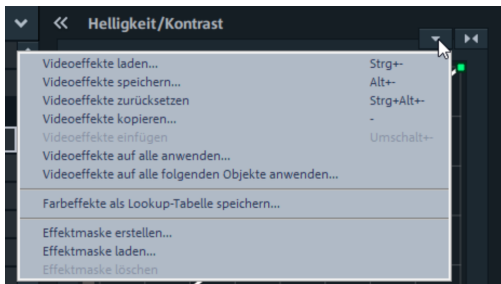 Helligkeit/Kontrast
Videoeffekte laden... Strg+-
Videoeffekte speichern... Alt+-
Videoeffekte zurücksetzen Strg+Alt+-
Videoeffekte kopieren... -
Videoeffekte einfügen Umschalt+-
Videoeffekte auf alle anwenden...
Videoeffekte auf alle folgenden Objekte anwenden...
Farbeffekte als Lookup-Tabelle speichern...
Effektmaske erstellen...
Effektmaske laden...
Effektmaske löschen